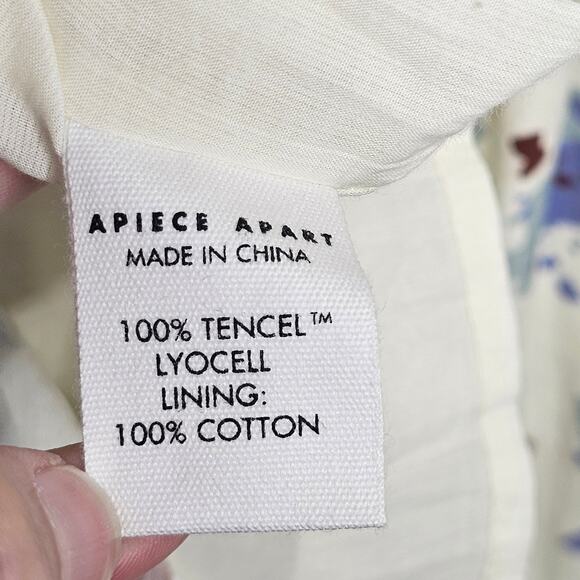 APIECE APART
MADE IN CHINA
100% TENCEL™
LYOCELL
LINING:
100% COTTON